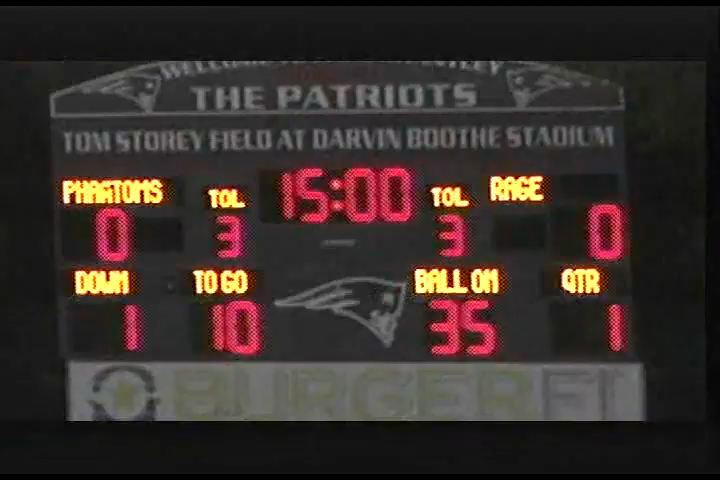 THE PATRIOTS
TOM STOREY FIELD AT DARVIN BOOTHE STADIUM
PHANTOMS TOL 15:00 TOL RAGE
0 3 3 0
DOWN TO GO BALL ON QTR
1 10 35 1
BURGERFI